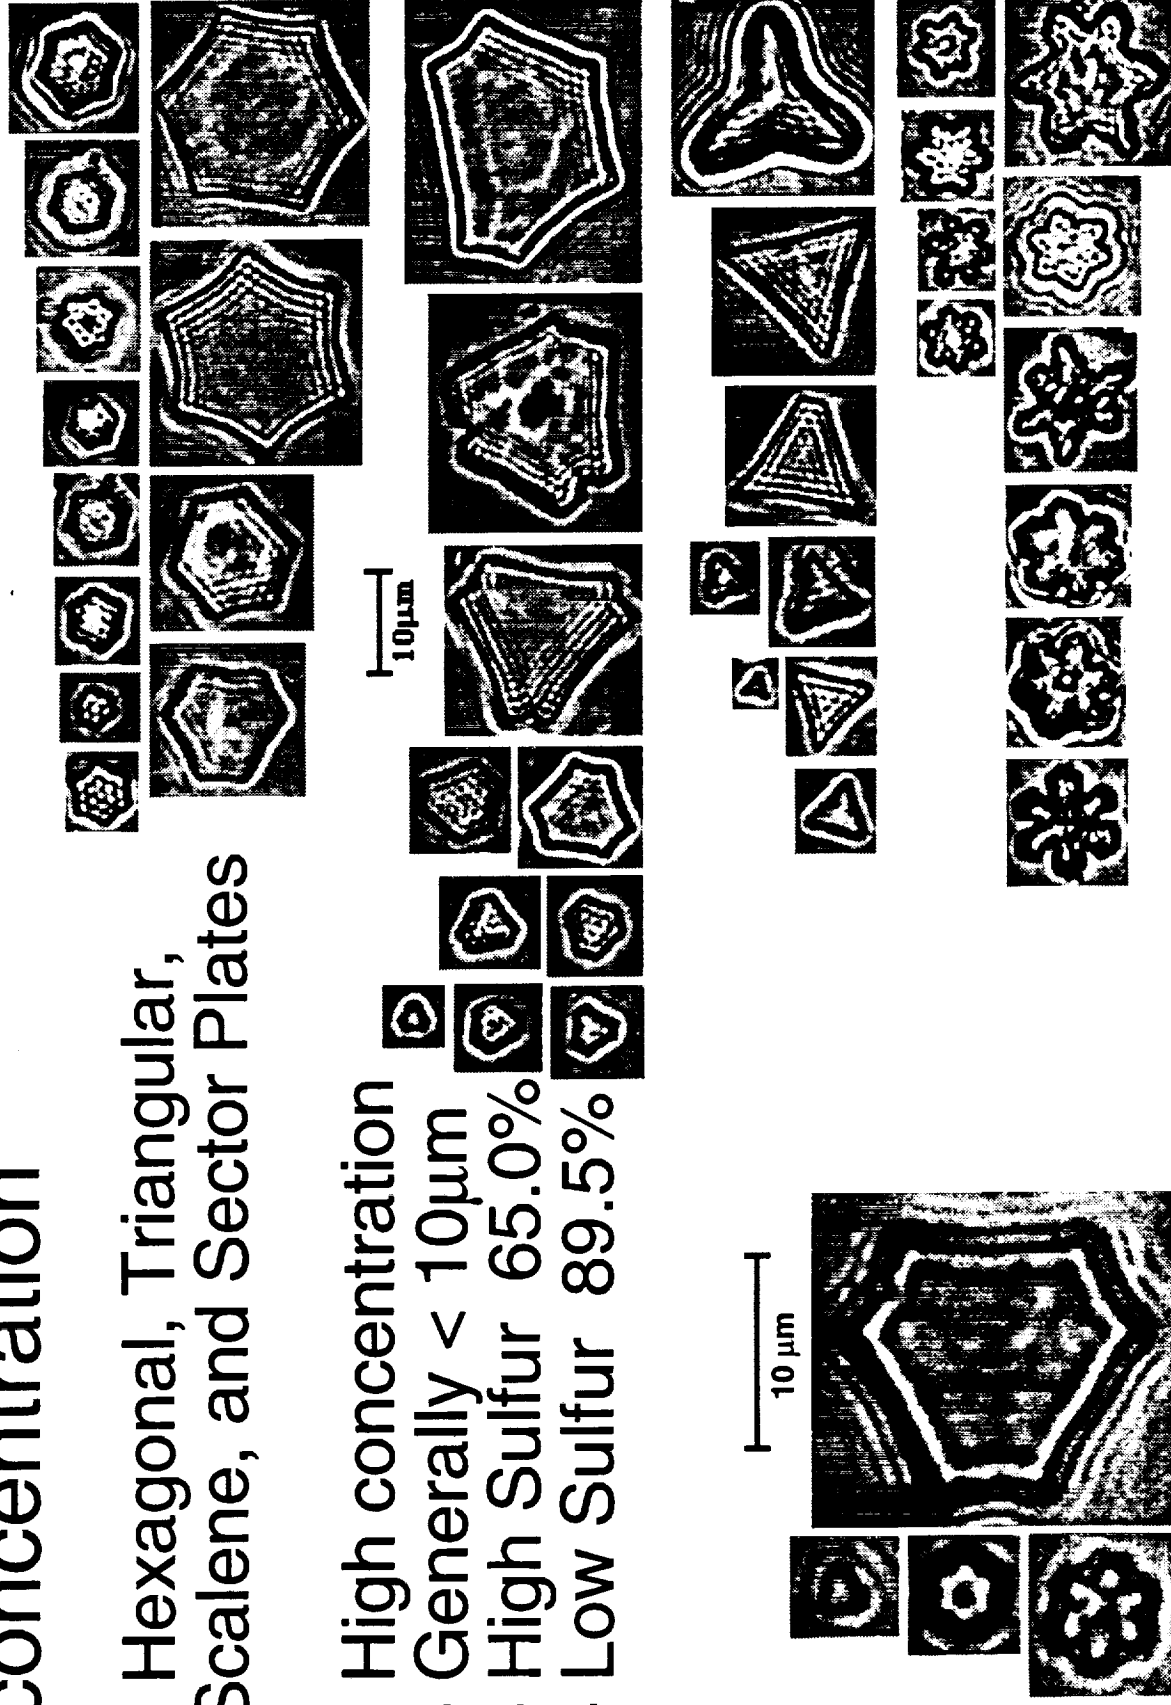 concentration
Hexagonal, Triangular,
Scalene, and Sector Plates
High concentration
Generally < 10µm
High Sulfur 65.0%
Low Sulfur 89.5%
10µm
10 µm